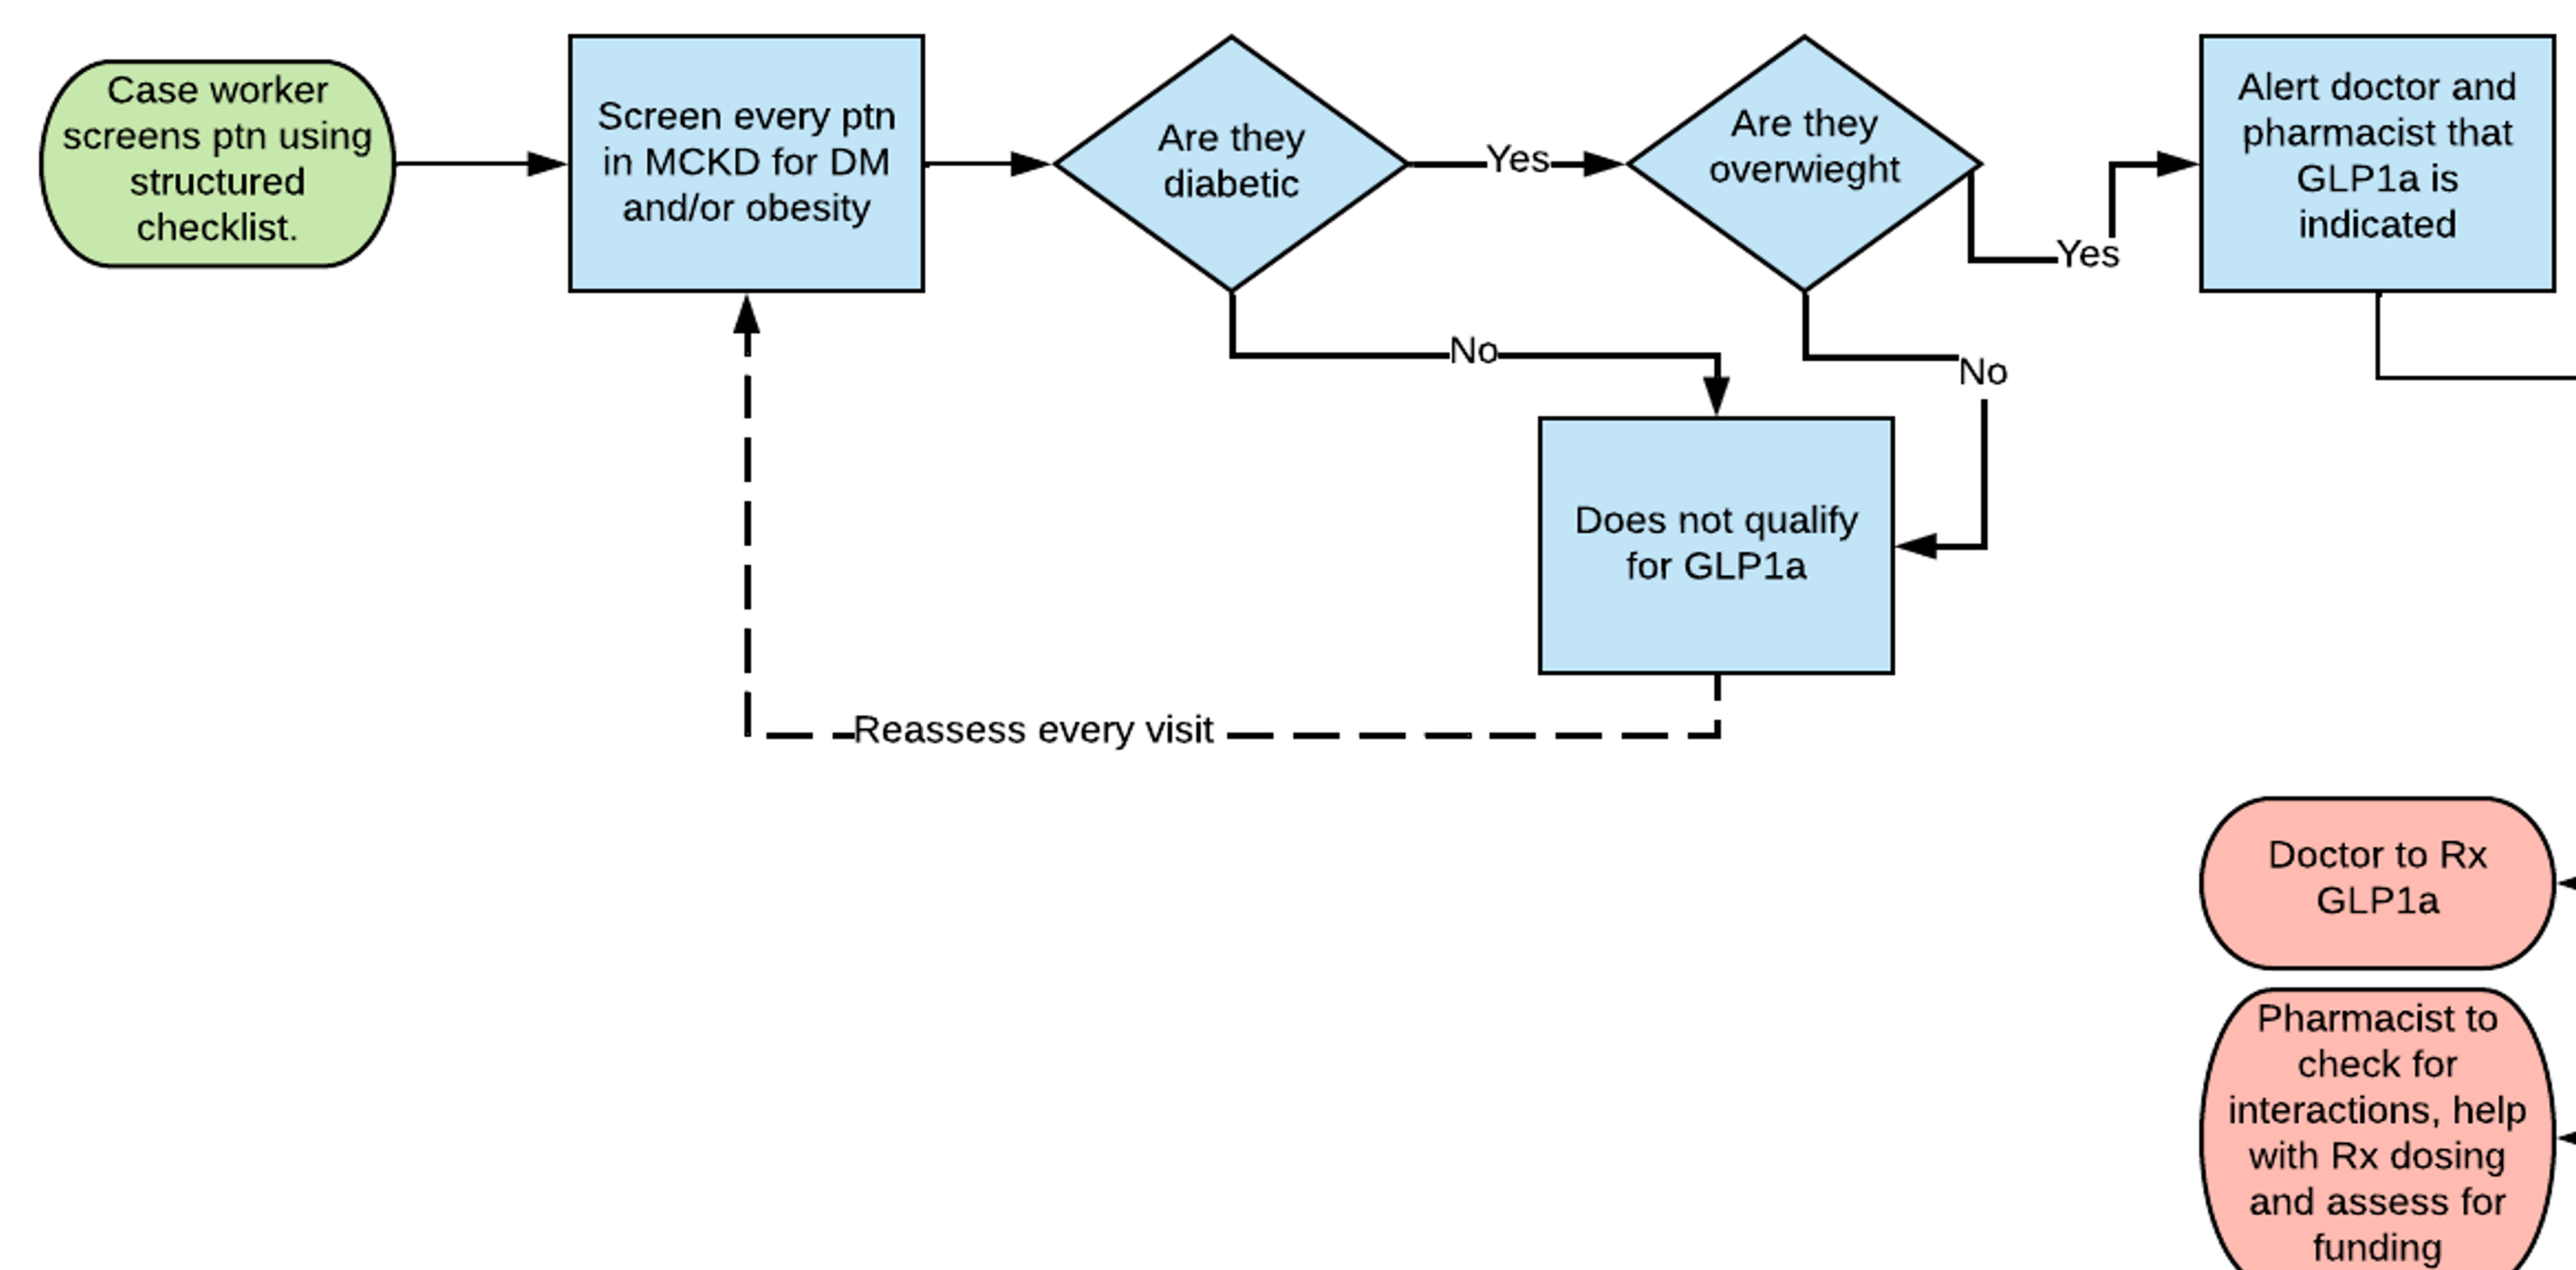 Case worker
screens ptn using
structured
checklist.
Screen every ptn
in MCKD for DM
and/or obesity
Are they
diabetic
Yes
Are they
overwieght
Yes
Alert doctor and
pharmacist that
GLP1a is
indicated
No
No
Does not qualify
for GLP1a
Reassess every visit
Doctor to Rx
GLP1a
Pharmacist to
check for
interactions, help
with Rx dosing
and assess for
funding